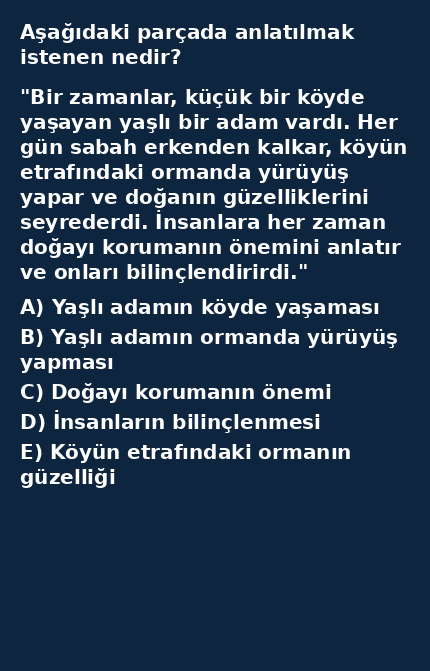 Aşağıdaki parçada anlatılmak
istenen nedir?
"Bir zamanlar, küçük bir köyde
yaşayan yaşlı bir adam vardı. Her
gün sabah erkenden kalkar, köyün
etrafındaki ormanda yürüyüş
yapar ve doğanın güzelliklerini
seyrederdi. İnsanlara her zaman
doğayı korumanın önemini anlatır
ve onları bilinçlendirirdi."
A) Yaşlı adamın köyde yaşaması
B) Yaşlı adamın ormanda yürüyüş
yapması
C) Doğayı korumanın önemi
D) İnsanların bilinçlenmesi
E) Köyün etrafındaki ormanın
güzelliği